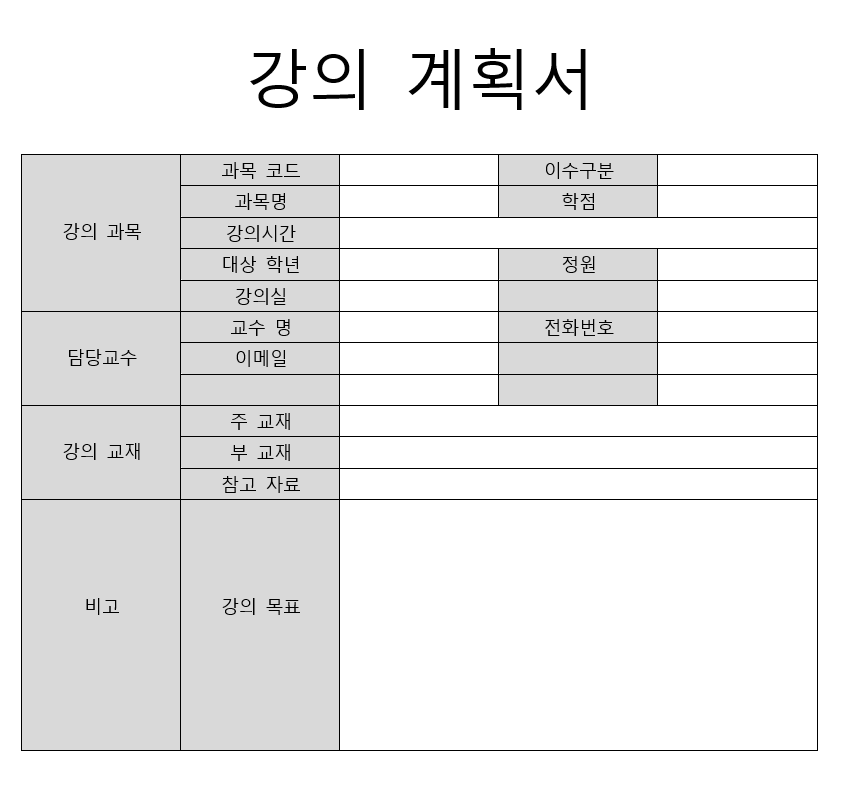 강의 계획서
강의 과목
과목 코드
이수구분
과목명
학점
강의시간
대상 학년
정원
강의실
담당교수
교수 명
전화번호
이메일
강의 교재
주 교재
부 교재
참고 자료
비고
강의 목표